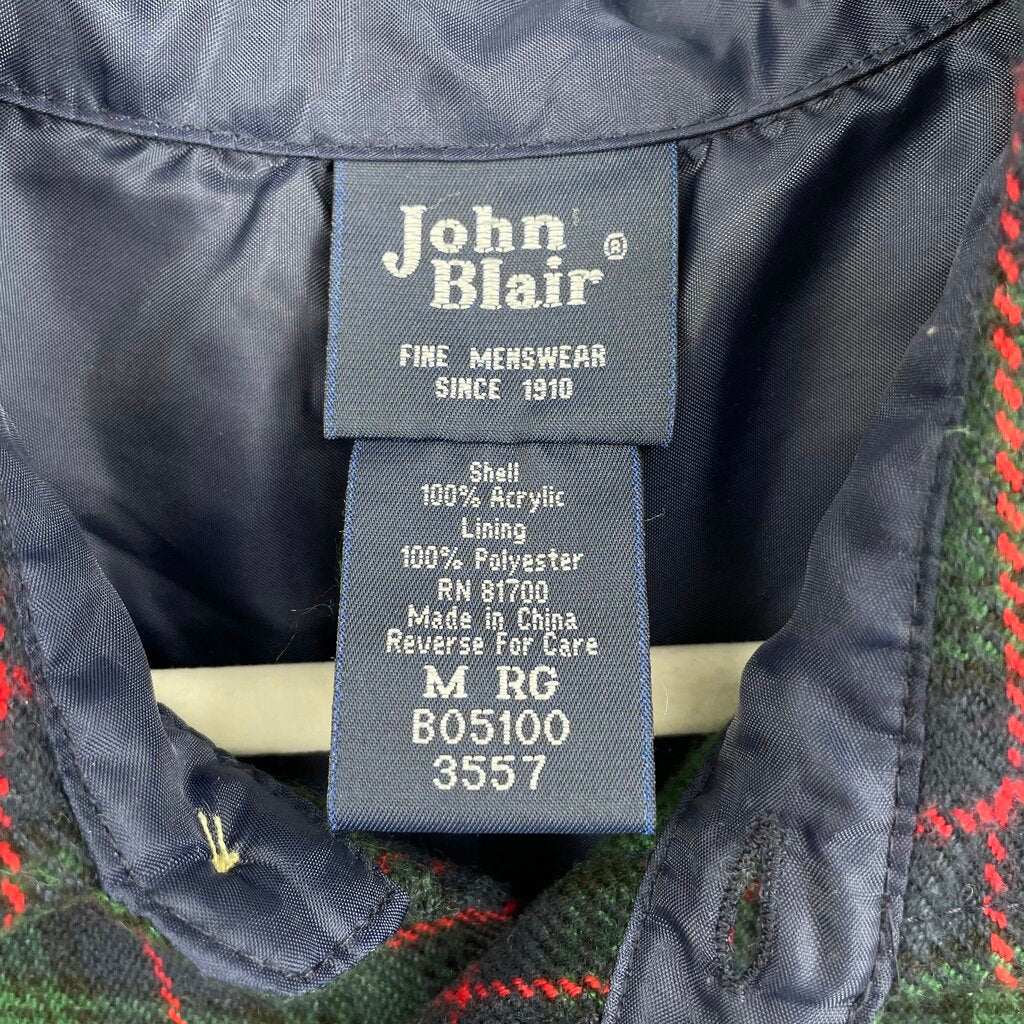 John
Blair®
FINE MENSWEAR
SINCE 1910
Shell
100% Acrylic
Lining
100% Polyester
RN 81700
Made in China
Reverse For Care
M RG
B05100
3557